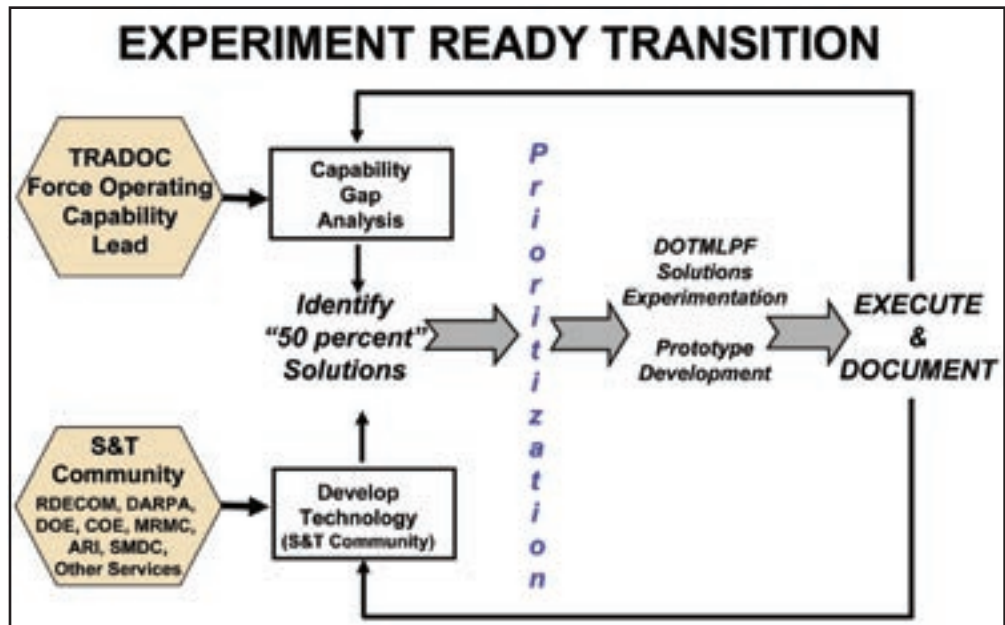 EXPERIMENT READY TRANSITION
TRADOC
Force Operating
Capability
Lead
Capability
Gap
Analysis
Identify
“50 percent”
Solutions
S&T
Community
RDECOM, DARPA,
DOE, COE, MRMC,
ARI, SMDC,
Other Services
Develop
Technology
(S&T Community)
Prioritization
DOTMLPF
Solutions
Experimentation
Prototype
Development
EXECUTE
&
DOCUMENT